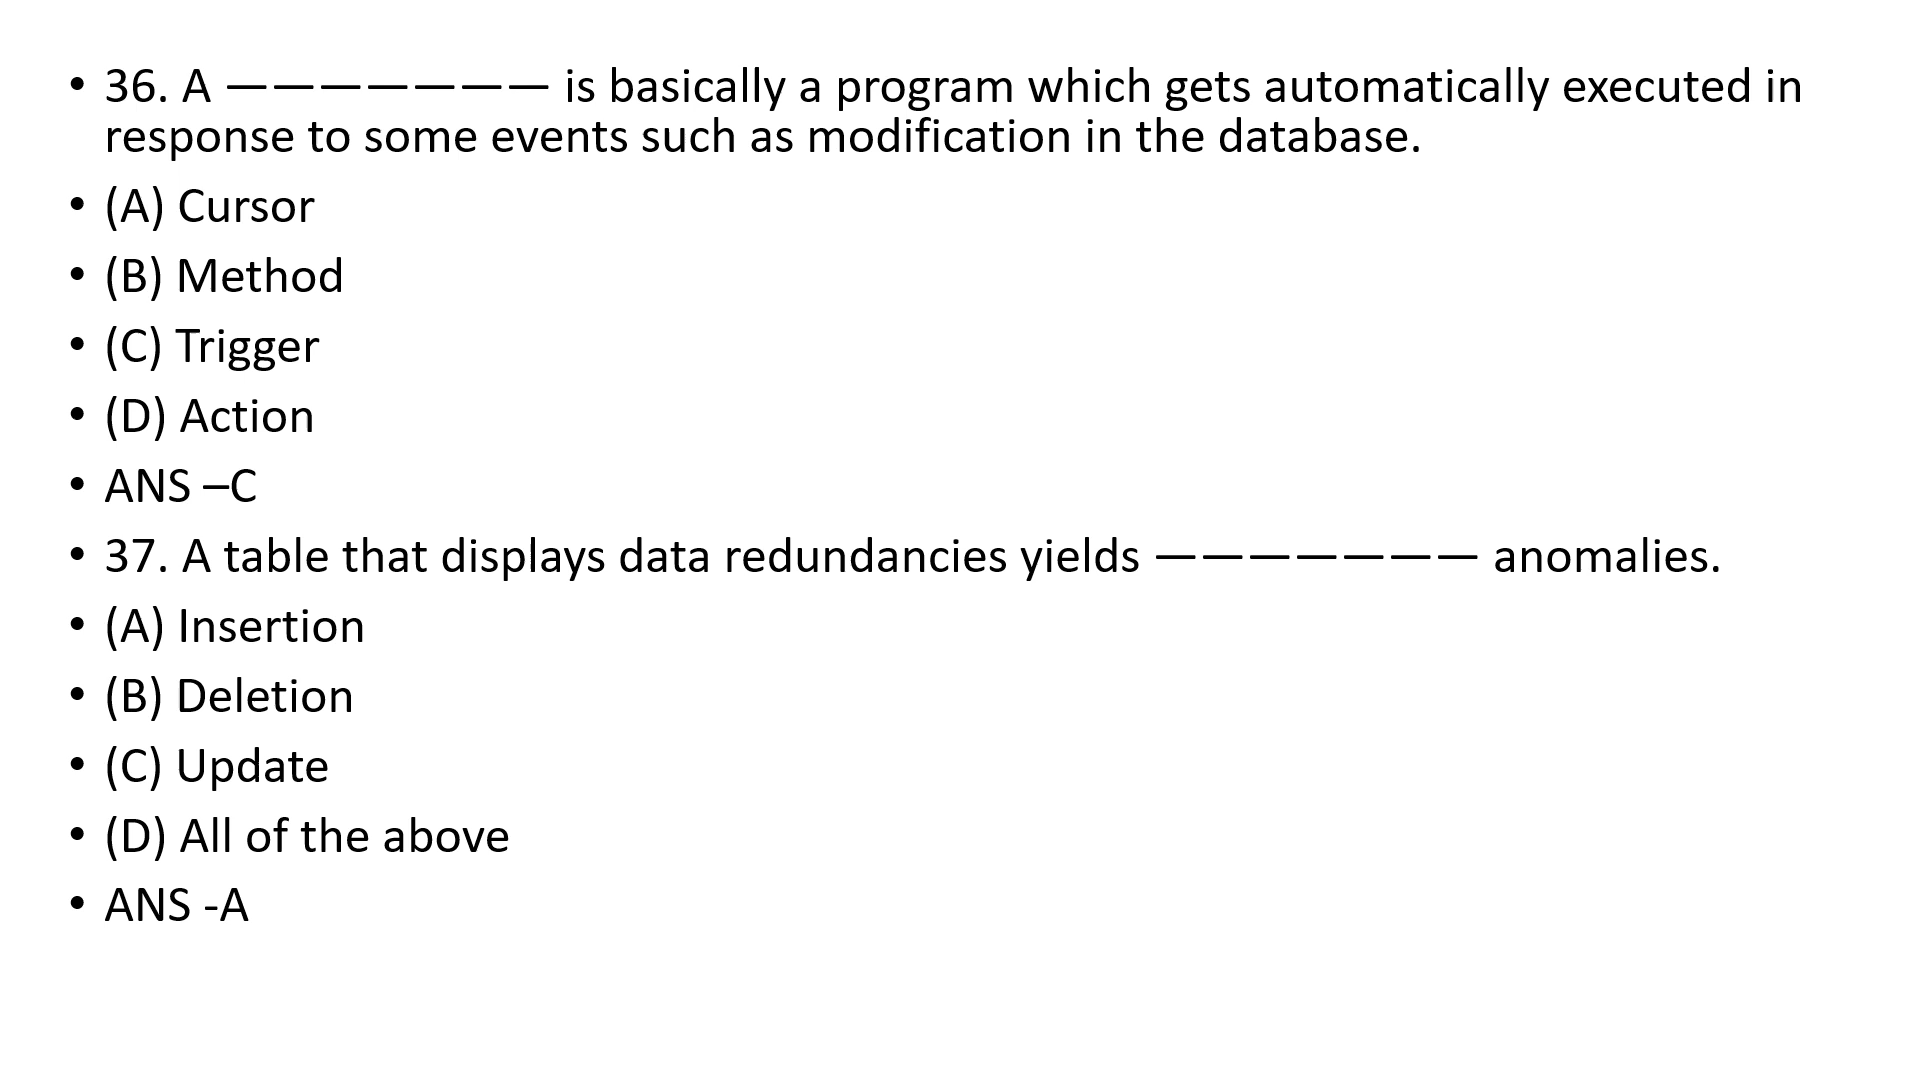 • 36. A ——————— is basically a program which gets automatically executed in
response to some events such as modification in the database.
• (A) Cursor
• (B) Method
• (C) Trigger
• (D) Action
• ANS –C
• 37. A table that displays data redundancies yields ——————— anomalies.
• (A) Insertion
• (B) Deletion
• (C) Update
• (D) All of the above
• ANS -A